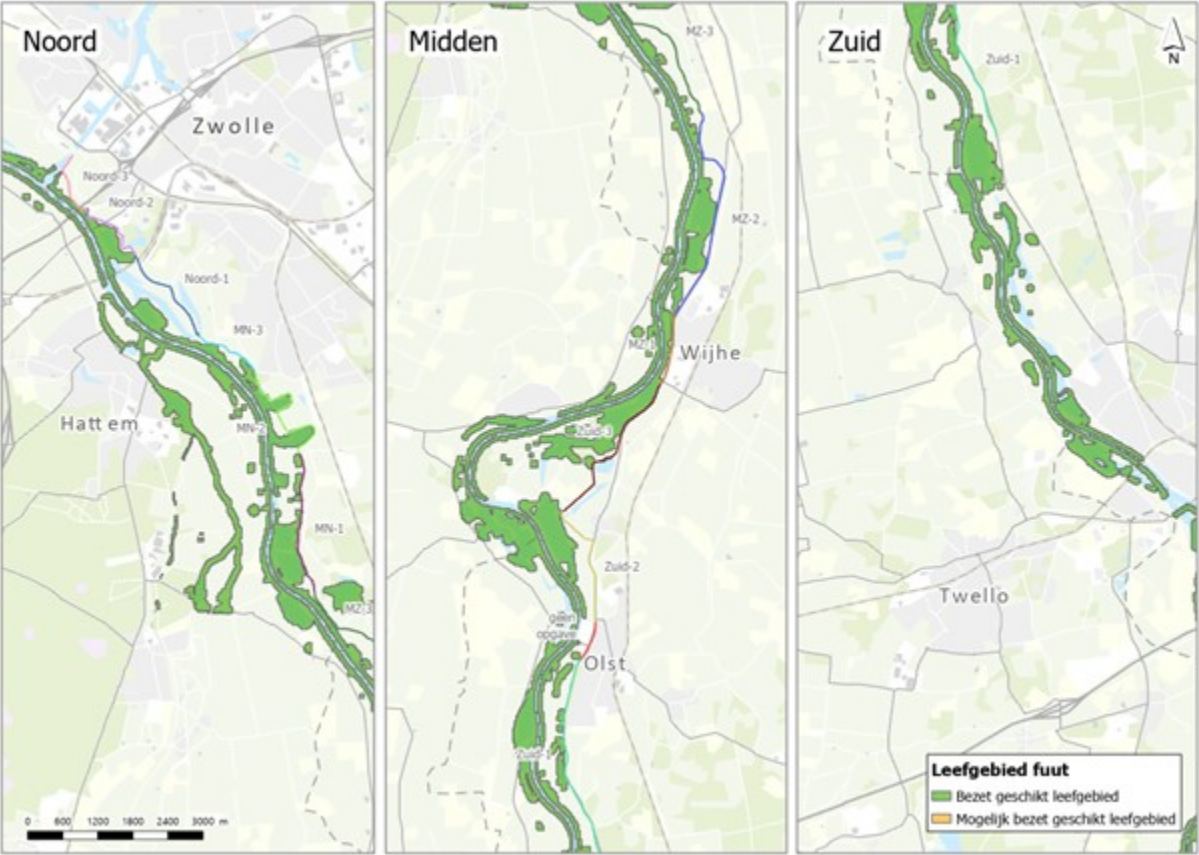 Noord
Zwolle
Noord-3
Noord-2
Noord-1
MN-3
Hattem
MN-2
MN-1
MZ-3
0 600 1200 1800 2400 3000 m
Midden
MZ-3
MZ-2
MZ-1
Wijhe
Zuid-3
Zuid-2
geen
opgave
Olst
Zuid-1
Zuid
N
Zuid-1
Twello
Leefgebied fuut
Bezet geschikt leefgebied
Mogelijk bezet geschikt leefgebied